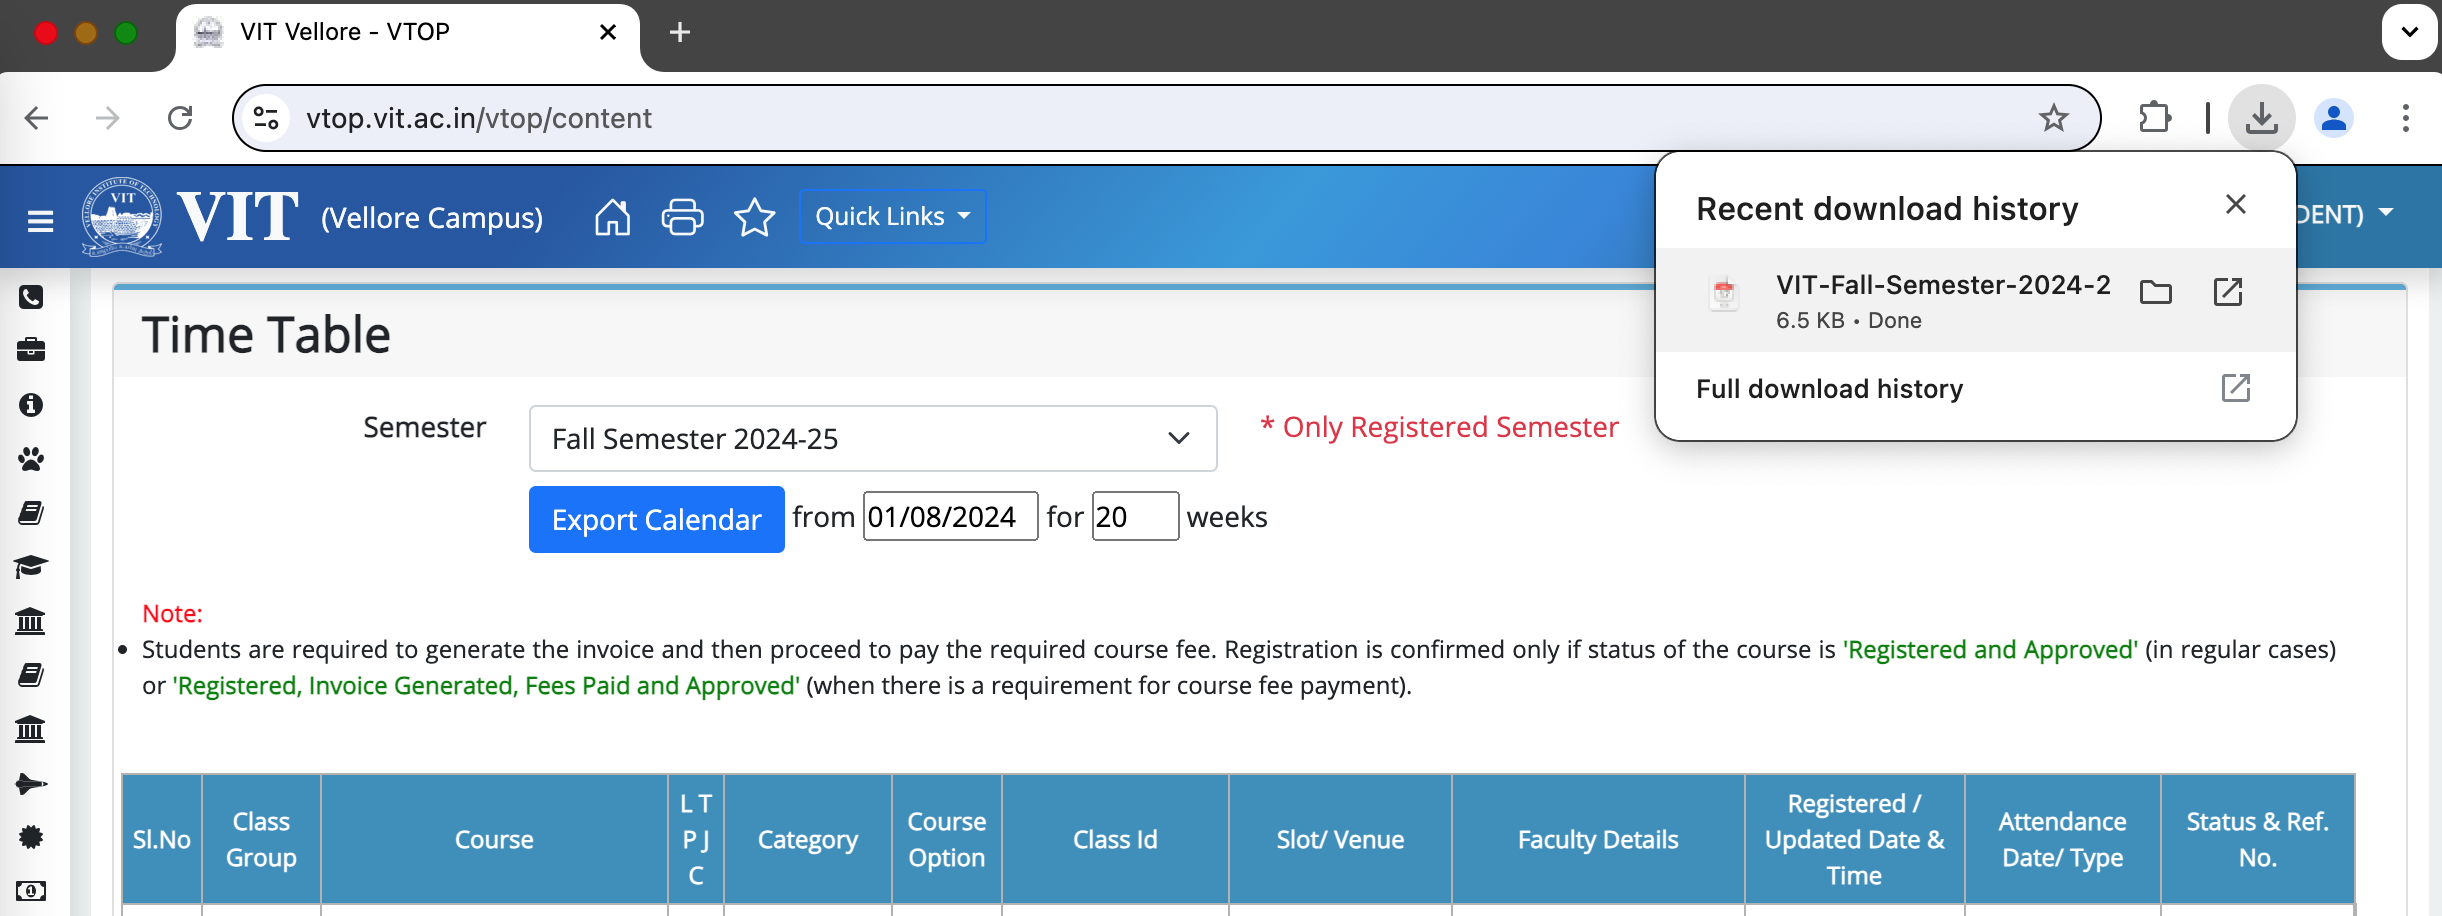 VIT Vellore - VTOP
vtop.vit.ac.in/vtop/content
VIT (Vellore Campus)
Quick Links
DENT)
Recent download history
VIT-Fall-Semester-2024-2
6.5 KB • Done
Full download history
Time Table
Semester
Fall Semester 2024-25
* Only Registered Semester
Export Calendar from 01/08/2024 for 20 weeks
Note:
• Students are required to generate the invoice and then proceed to pay the required course fee. Registration is confirmed only if status of the course is 'Registered and Approved' (in regular cases)
or 'Registered, Invoice Generated, Fees Paid and Approved' (when there is a requirement for course fee payment).
Sl.No
Class
Group
Course
L T
P J
C
Category
Course
Option
Class Id
Slot/ Venue
Faculty Details
Registered /
Updated Date &
Time
Attendance
Date/ Type
Status & Ref.
No.